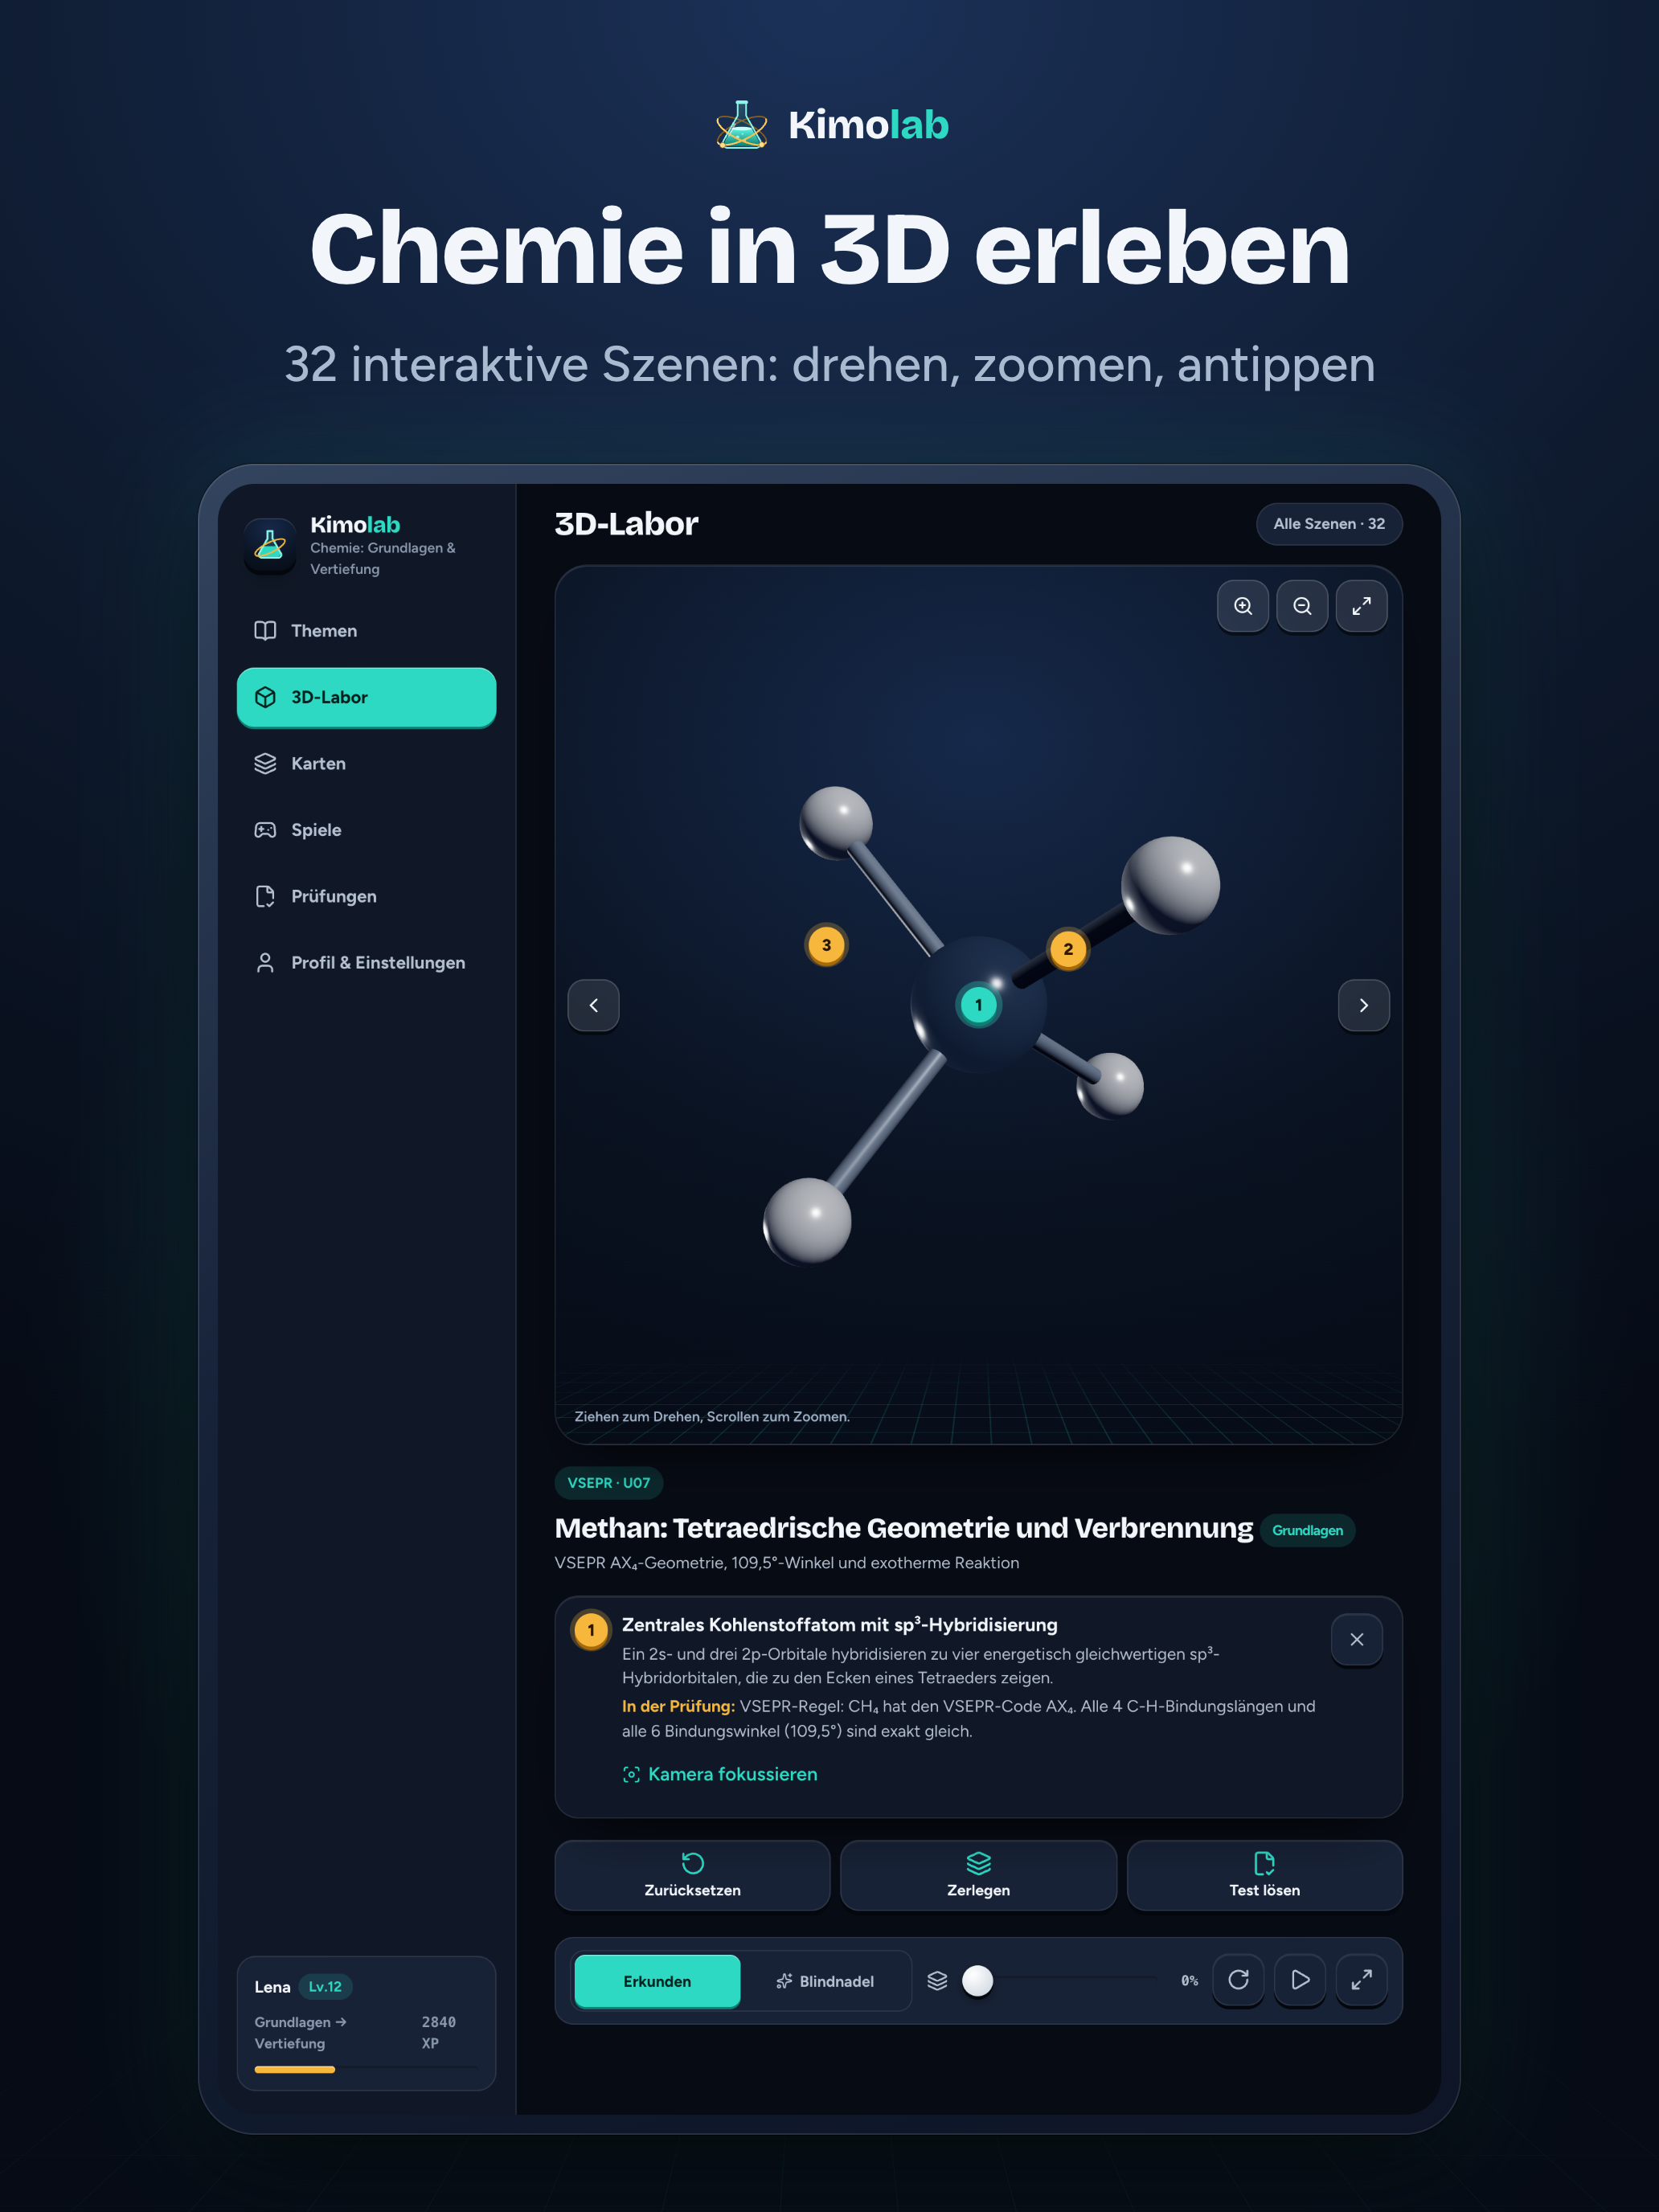 Kimolab
Chemie in 3D erleben
32 interaktive Szenen: drehen, zoomen, antippen
Kimolab
Chemie: Grundlagen &
Vertiefung
Themen
3D-Labor
Karten
Spiele
Prüfungen
Profil & Einstellungen
Lena Lv.12
Grundlagen → 2840
Vertiefung XP
3D-Labor
Alle Szenen · 32
3
2
1
Ziehen zum Drehen, Scrollen zum Zoomen.
VSEPR · U07
Methan: Tetraedrische Geometrie und Verbrennung Grundlagen
VSEPR AX₄-Geometrie, 109,5°-Winkel und exotherme Reaktion
1 Zentrales Kohlenstoffatom mit sp³-Hybridisierung
Ein 2s- und drei 2p-Orbitale hybridisieren zu vier energetisch gleichwertigen sp³-
Hybridorbitalen, die zu den Ecken eines Tetraeders zeigen.
In der Prüfung: VSEPR-Regel: CH₄ hat den VSEPR-Code AX₄. Alle 4 C-H-Bindungslängen und
alle 6 Bindungswinkel (109,5°) sind exakt gleich.
Kamera fokussieren
Zurücksetzen
Zerlegen
Test lösen
Erkunden
Blindnadel
0%